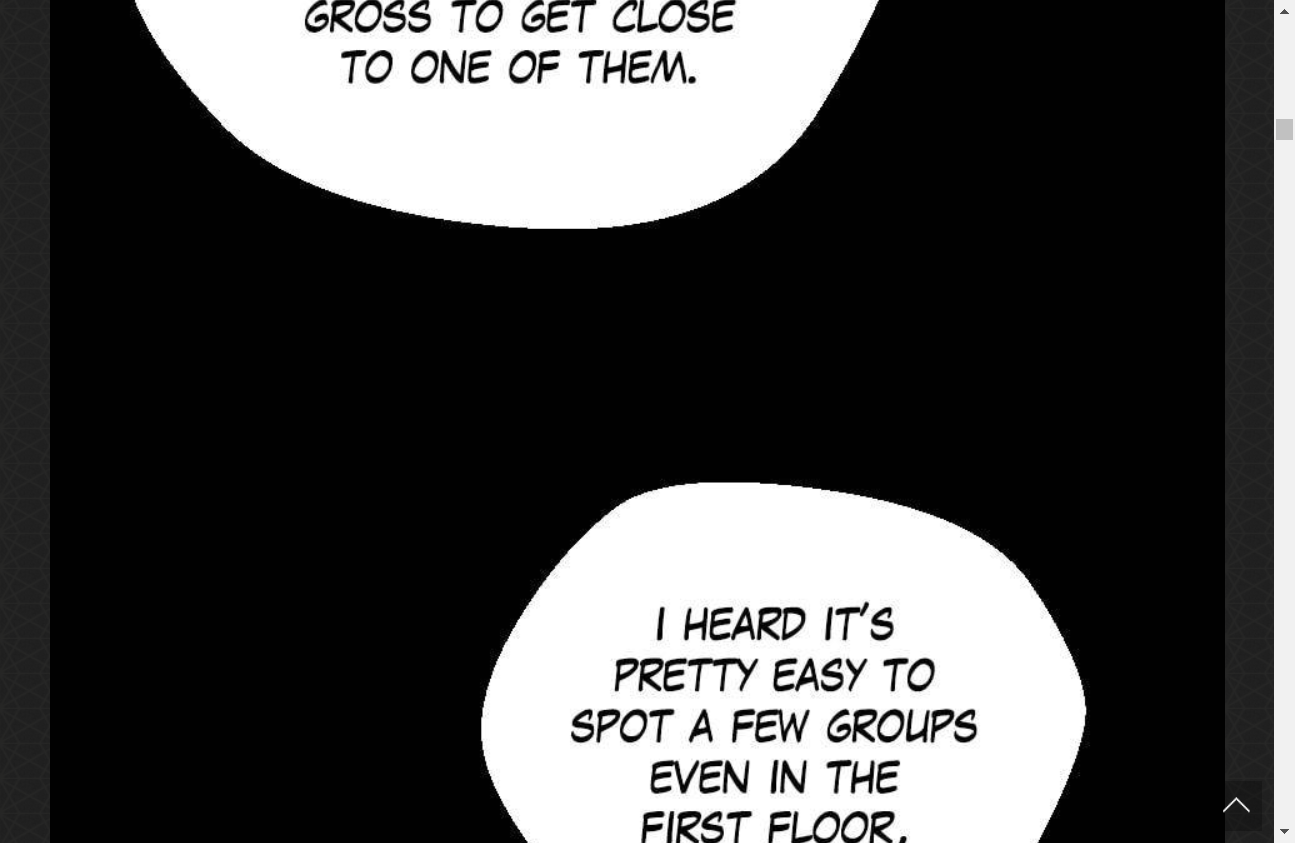 GROSS TO GET CLOSE
TO ONE OF THEM.
I HEARD IT'S
PRETTY EASY TO
SPOT A FEW GROUPS
EVEN IN THE
FIRST FLOOR.